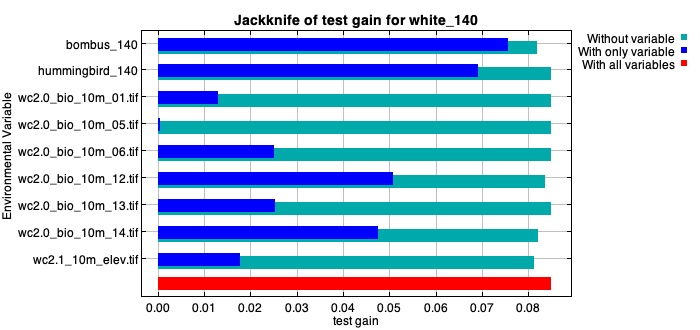 Jackknife of test gain for white_140
Without variable
With only variable
With all variables
Environmental Variable
bombus_140
hummingbird_140
wc2.0_bio_10m_01.tif
wc2.0_bio_10m_05.tif
wc2.0_bio_10m_06.tif
wc2.0_bio_10m_12.tif
wc2.0_bio_10m_13.tif
wc2.0_bio_10m_14.tif
wc2.1_10m_elev.tif
0.00 0.01 0.02 0.03 0.04 0.05 0.06 0.07 0.08
test gain